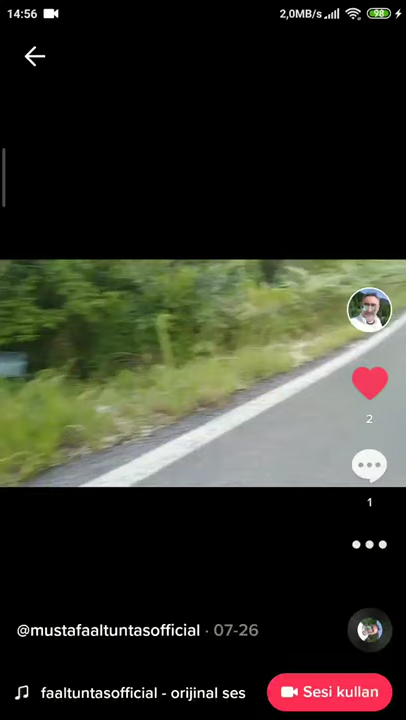 14:56 2,0MB/s 98
2
1
@mustafaaltuntasofficial · 07-26
faaltuntasofficial - orijinal ses
Sesi kullan